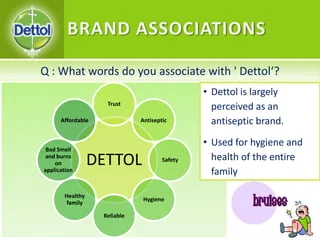 Dettol
BRAND ASSOCIATIONS
Q : What words do you associate with ' Dettol'?
Trust
Antiseptic
Safety
Hygiene
Reliable
Healthy
family
Bad Smell
and burns
on
application
Affordable
DETTOL
• Dettol is largely
perceived as an
antiseptic brand.
• Used for hygiene and
health of the entire
family
bruises